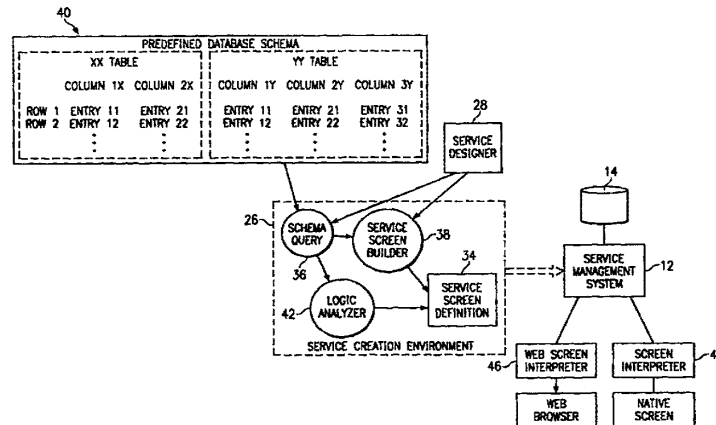 40
PREDEFINED DATABASE SCHEMA
XX TABLE
COLUMN 1X COLUMN 2X
ROW 1 ENTRY 11 ENTRY 21
ROW 2 ENTRY 12 ENTRY 22
YY TABLE
COLUMN 1Y COLUMN 2Y COLUMN 3Y
ENTRY 11 ENTRY 21 ENTRY 31
ENTRY 12 ENTRY 22 ENTRY 32
28
SERVICE
DESIGNER
14
26
SCHEMA
QUERY
36
SERVICE
SCREEN
BUILDER
38
34
SERVICE
SCREEN
DEFINITION
LOGIC
ANALYZER
42
SERVICE CREATION ENVIRONMENT
SERVICE
MANAGEMENT
SYSTEM
12
WEB SCREEN
INTERPRETER
46
SCREEN
INTERPRETER
4
WEB
BROWSER
NATIVE
SCREEN